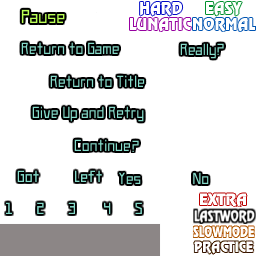 Pause
HARD EASY
LUNATIC NORMAL
Return to Game Really?
Return to Title
Give Up and Retry
Continue?
Got Left Yes No
1 2 3 4 5
EXTRA
LASTWORD
SLOWMODE
PRACTICE